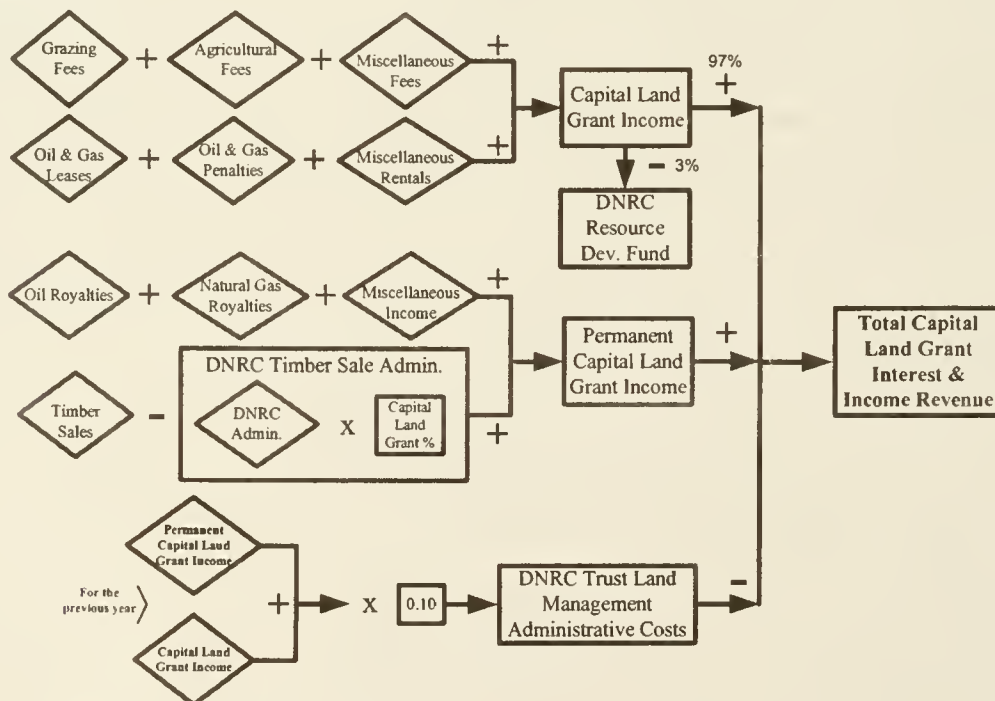 Grazing
Fees
+
Agricultural
Fees
+
Miscellaneous
Fees
+
Oil & Gas
Leases
+
Oil & Gas
Penalties
+
Miscellaneous
Rentals
+
Capital Land
Grant Income
97%
+
− 3%
DNRC
Resource
Dev. Fund
Oil Royalties
+
Natural Gas
Royalties
+
Miscellaneous
Income
+
Timber
Sales
−
DNRC Timber Sale Admin.
DNRC
Admin.
X
Capital
Land
Grant %
+
Permanent
Capital Land
Grant Income
+
Total Capital
Land Grant
Interest &
Income Revenue
For the
previous year
Permanent
Capital Land
Grant Income
+
Capital Land
Grant Income
X
0.10
DNRC Trust Land
Management
Administrative Costs
−